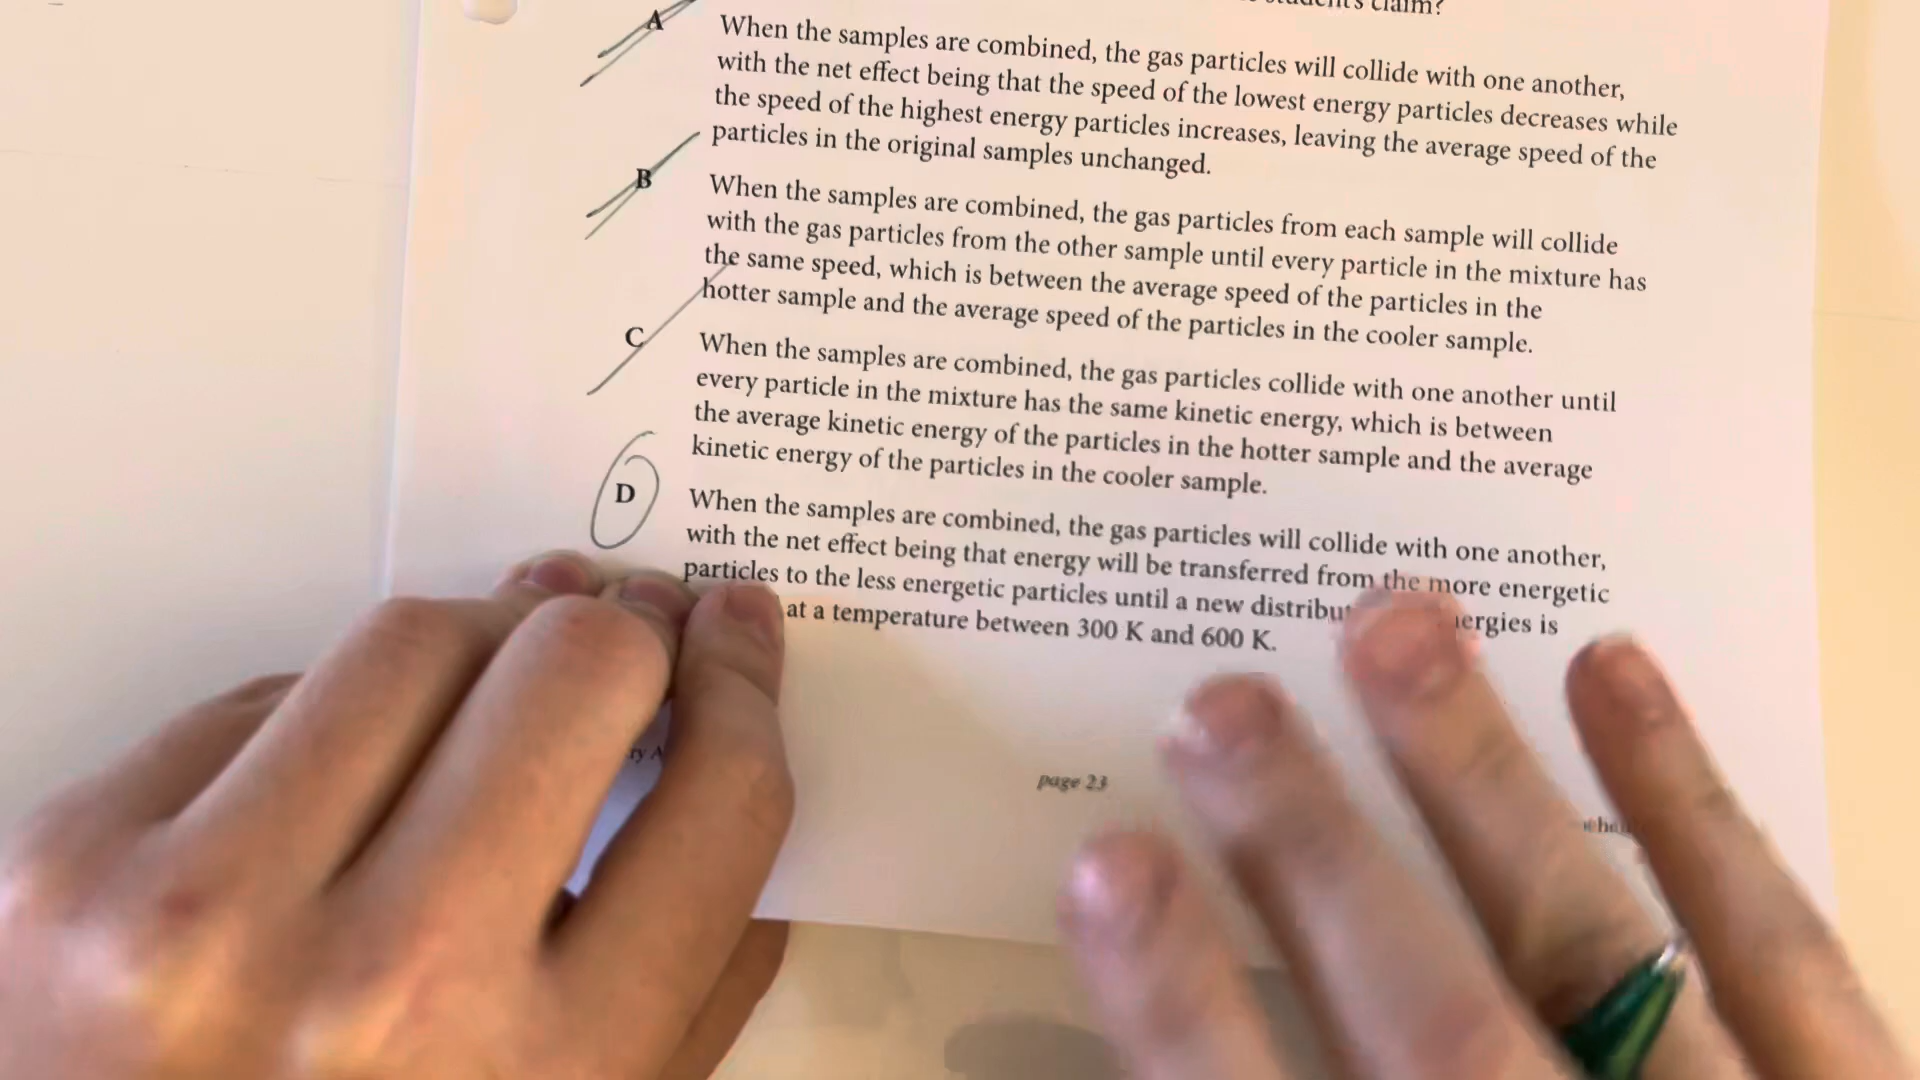 claim?
A When the samples are combined, the gas particles will collide with one another,
with the net effect being that the speed of the lowest energy particles decreases while
the speed of the highest energy particles increases, leaving the average speed of the
particles in the original samples unchanged.
B When the samples are combined, the gas particles from each sample will collide
with the gas particles from the other sample until every particle in the mixture has
the same speed, which is between the average speed of the particles in the
hotter sample and the average speed of the particles in the cooler sample.
C When the samples are combined, the gas particles collide with one another until
every particle in the mixture has the same kinetic energy, which is between
the average kinetic energy of the particles in the hotter sample and the average
kinetic energy of the particles in the cooler sample.
D When the samples are combined, the gas particles will collide with one another,
with the net effect being that energy will be transferred from the more energetic
particles to the less energetic particles until a new is
at a temperature between 300 K and 600 K.
page 23